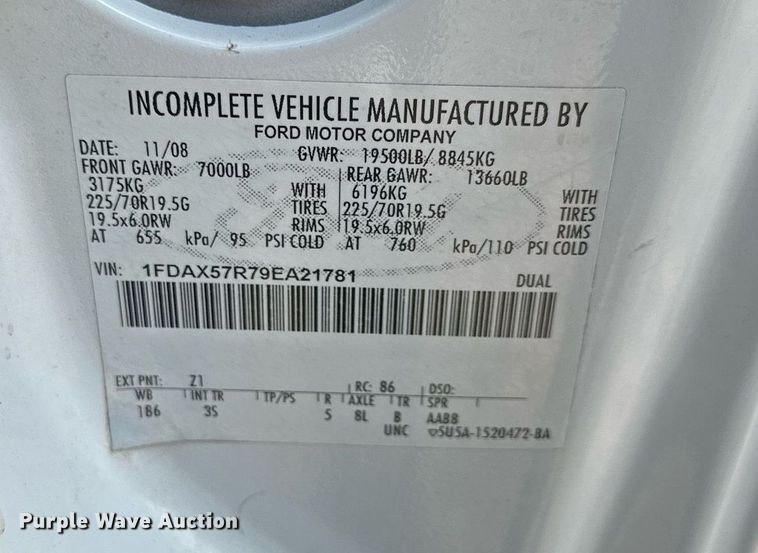 INCOMPLETE VEHICLE MANUFACTURED BY
FORD MOTOR COMPANY
DATE: 11/08 GVWR: 19500LB/ 8845KG
FRONT GAWR: 7000LB REAR GAWR: 13660LB
3175KG WITH 6196KG WITH
225/70R19.5G TIRES 225/70R19.5G TIRES
19.5x6.0RW RIMS 19.5x6.0RW RIMS
AT 655 kPa/ 95 PSI COLD AT 760 kPa/110 PSI COLD
VIN: 1FDAX57R79EA21781 DUAL
EXT PNT: Z1 RC: 86 DSO:
WB INT TR TP/PS R AXLE TR SPR
186 3S 5 8L B AA88
UNC ▽5U5A-1520472-BA
Purple Wave Auction